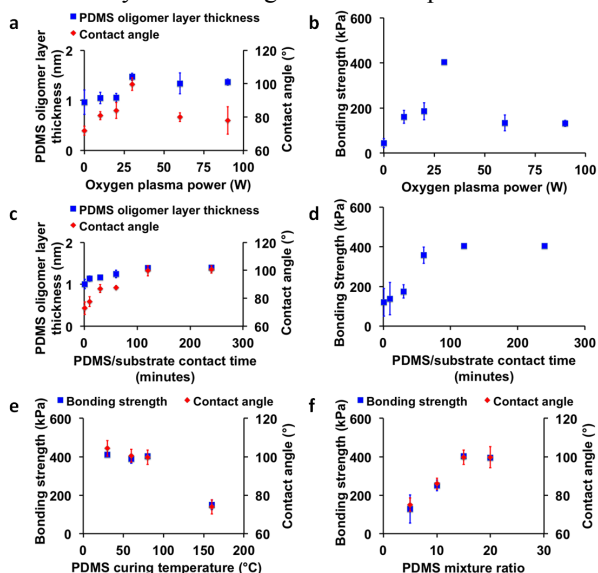 a
PDMS oligomer layer thickness
Contact angle
PDMS oligomer layer
thickness (nm)
2
1
0
120
100
80
60
Contact angle (°)
0 25 50 75 100
Oxygen plasma power (W)
b
Bonding strength (kPa)
600
400
200
0
0 25 50 75 100
Oxygen plasma power (W)
c
PDMS oligomer layer thickness
Contact angle
PDMS oligomer layer
thickness (nm)
2
1
0
120
100
80
60
Contact angle (°)
0 100 200 300
PDMS/substrate contact time
(minutes)
d
Bonding Strength (kPa)
600
400
200
0
0 100 200 300
PDMS/substrate contact time
(minutes)
e
Bonding strength
Contact angle
Bonding strength (kPa)
600
400
200
0
120
100
80
60
Contact angle (°)
0 50 100 150 200
PDMS curing temperature (°C)
f
Bonding strength
Contact angle
Bonding strength (kPa)
600
400
200
0
120
100
80
60
Contact angle (°)
0 10 20 30
PDMS mixture ratio